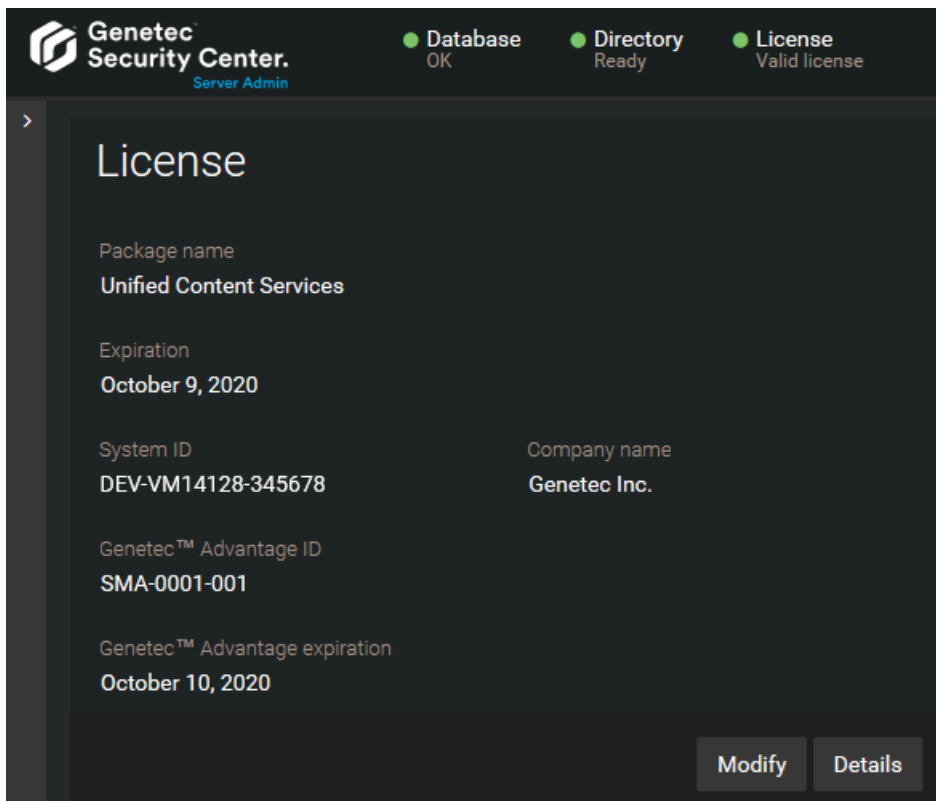 Genetec™
Security Center.
Server Admin
Database
OK
Directory
Ready
License
Valid license
License
Package name
Unified Content Services
Expiration
October 9, 2020
System ID
DEV-VM14128-345678
Company name
Genetec Inc.
Genetec™ Advantage ID
SMA-0001-001
Genetec™ Advantage expiration
October 10, 2020
Modify
Details